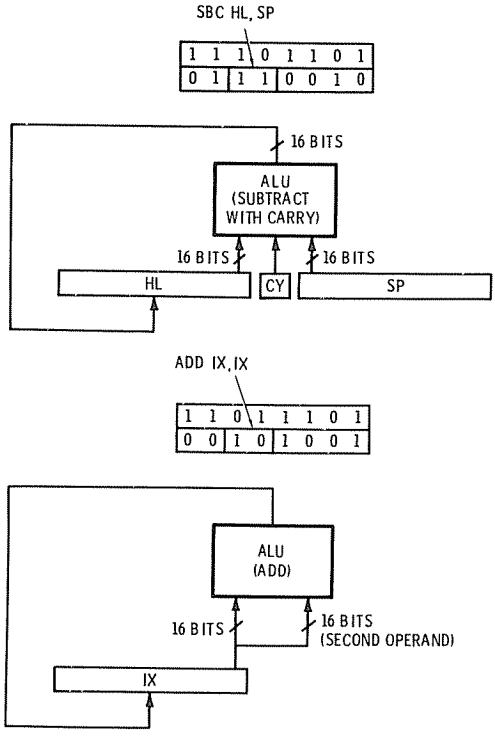 SBC HL, SP
1 1 1 0 1 1 0 1
0 1 1 1 0 0 1 0
16 BITS
ALU
(SUBTRACT
WITH CARRY)
16 BITS 16 BITS
HL CY SP
ADD IX, IX
1 1 0 1 1 1 0 1
0 0 1 0 1 0 0 1
ALU
(ADD)
16 BITS 16 BITS
(SECOND OPERAND)
IX